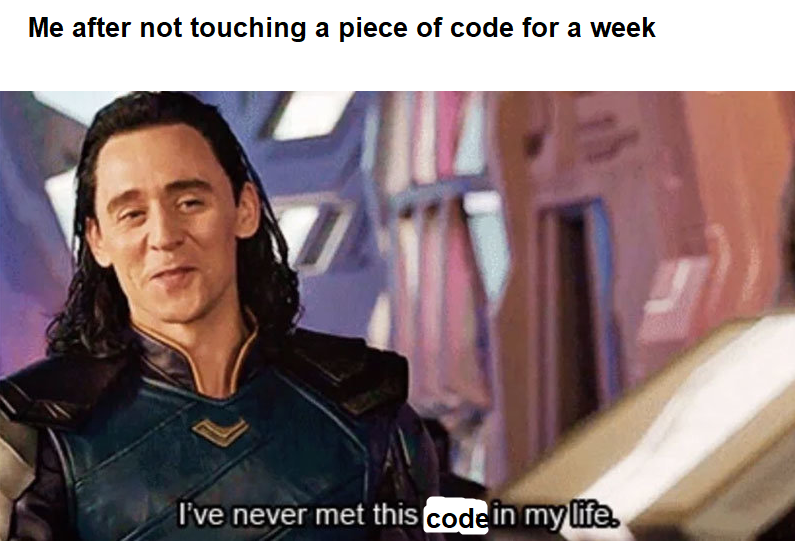 Me after not touching a piece of code for a week
I've never met this code in my life.